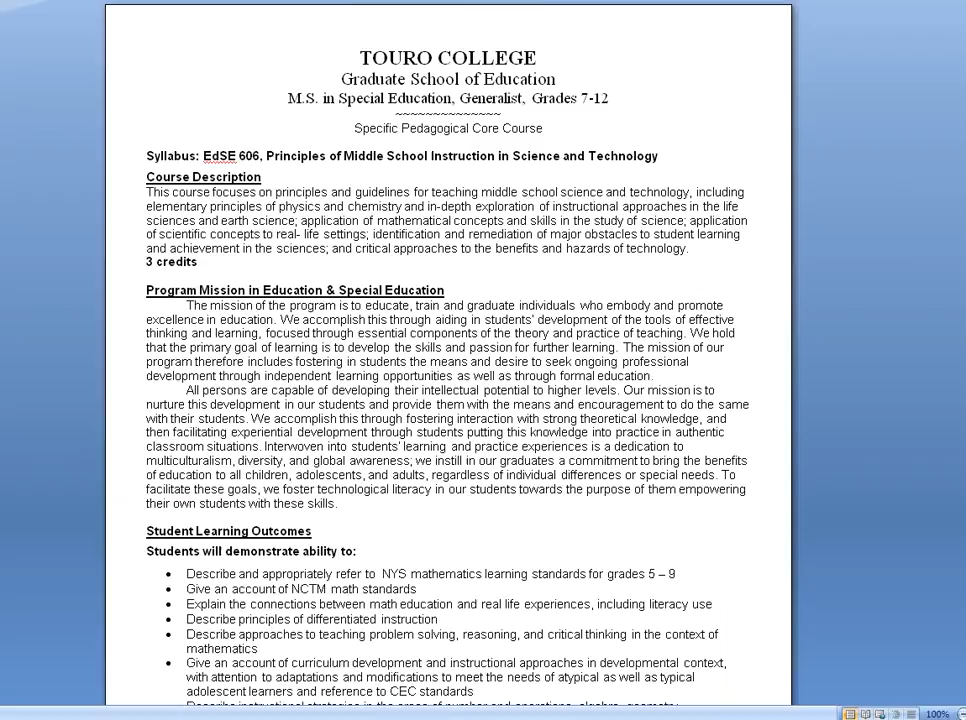 TOURO COLLEGE
Graduate School of Education
M.S. in Special Education, Generalist, Grades 7-12
~~~~~~~~~~~~~~
Specific Pedagogical Core Course
Syllabus: EdSE 606, Principles of Middle School Instruction in Science and Technology
Course Description
This course focuses on principles and guidelines for teaching middle school science and technology, including
elementary principles of physics and chemistry and in-depth exploration of instructional approaches in the life
sciences and earth science; application of mathematical concepts and skills in the study of science; application
of scientific concepts to real- life settings; identification and remediation of major obstacles to student learning
and achievement in the sciences; and critical approaches to the benefits and hazards of technology.
3 credits
Program Mission in Education & Special Education
The mission of the program is to educate, train and graduate individuals who embody and promote
excellence in education. We accomplish this through aiding in students' development of the tools of effective
thinking and learning, focused through essential components of the theory and practice of teaching. We hold
that the primary goal of learning is to develop the skills and passion for further learning. The mission of our
program therefore includes fostering in students the means and desire to seek ongoing professional
development through independent learning opportunities as well as through formal education.
All persons are capable of developing their intellectual potential to higher levels. Our mission is to
nurture this development in our students and provide them with the means and encouragement to do the same
with their students. We accomplish this through fostering interaction with strong theoretical knowledge, and
then facilitating experiential development through students putting this knowledge into practice in authentic
classroom situations. Interwoven into students' learning and practice experiences is a dedication to
multiculturalism, diversity, and global awareness; we instill in our graduates a commitment to bring the benefits
of education to all children, adolescents, and adults, regardless of individual differences or special needs. To
facilitate these goals, we foster technological literacy in our students towards the purpose of them empowering
their own students with these skills.
Student Learning Outcomes
Students will demonstrate ability to:
• Describe and appropriately refer to NYS mathematics learning standards for grades 5 – 9
• Give an account of NCTM math standards
• Explain the connections between math education and real life experiences, including literacy use
• Describe principles of differentiated instruction
• Describe approaches to teaching problem solving, reasoning, and critical thinking in the context of
mathematics
• Give an account of curriculum development and instructional approaches in developmental context,
with attention to adaptations and modifications to meet the needs of atypical as well as typical
adolescent learners and reference to CEC standards
Describe instructional strategies in the areas of number and operations, algebra, geometry
100%